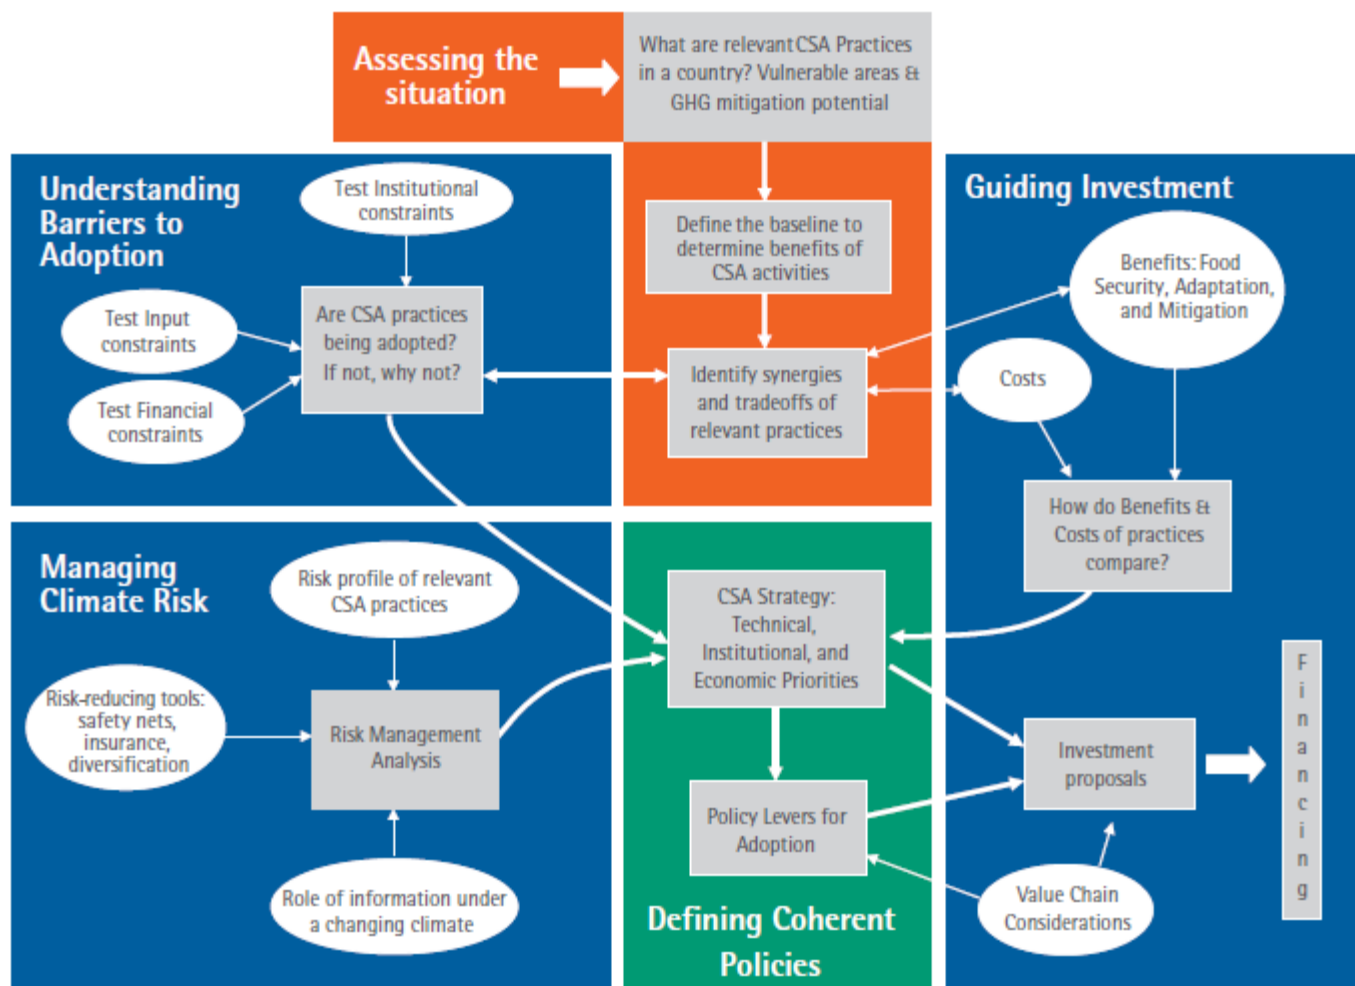 Assessing the
situation
What are relevant CSA Practices
in a country? Vulnerable areas &
GHG mitigation potential
Understanding
Barriers to
Adoption
Test Institutional
constraints
Test Input
constraints
Test Financial
constraints
Are CSA practices
being adopted?
If not, why not?
Define the baseline to
determine benefits of
CSA activities
Identify synergies
and tradeoffs of
relevant practices
Guiding Investment
Benefits: Food
Security, Adaptation,
and Mitigation
Costs
How do Benefits &
Costs of practices
compare?
Managing
Climate Risk
Risk profile of relevant
CSA practices
Risk-reducing tools:
safety nets,
insurance,
diversification
Risk Management
Analysis
Role of information under
a changing climate
CSA Strategy:
Technical,
Institutional, and
Economic Priorities
Policy Levers for
Adoption
Defining Coherent
Policies
Investment
proposals
Value Chain
Considerations
Financing